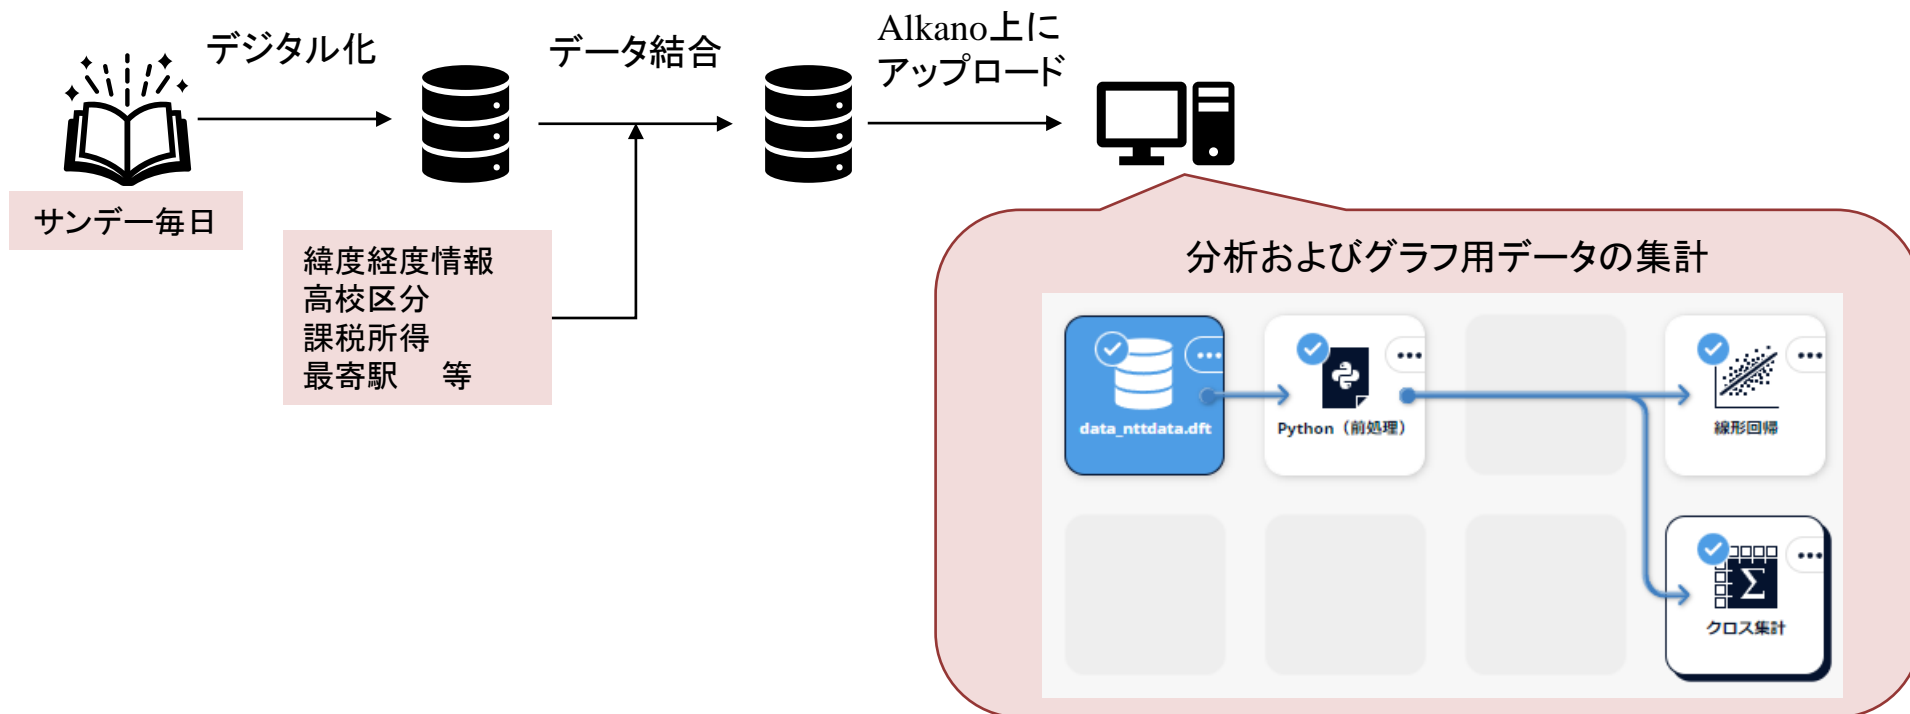 デジタル化
データ結合
Alkano上に
アップロード
サンデー毎日
緯度経度情報
高校区分
課税所得
最寄駅 等
分析およびグラフ用データの集計
data_nttdata.dft
Python（前処理）
線形回帰
Σ
クロス集計